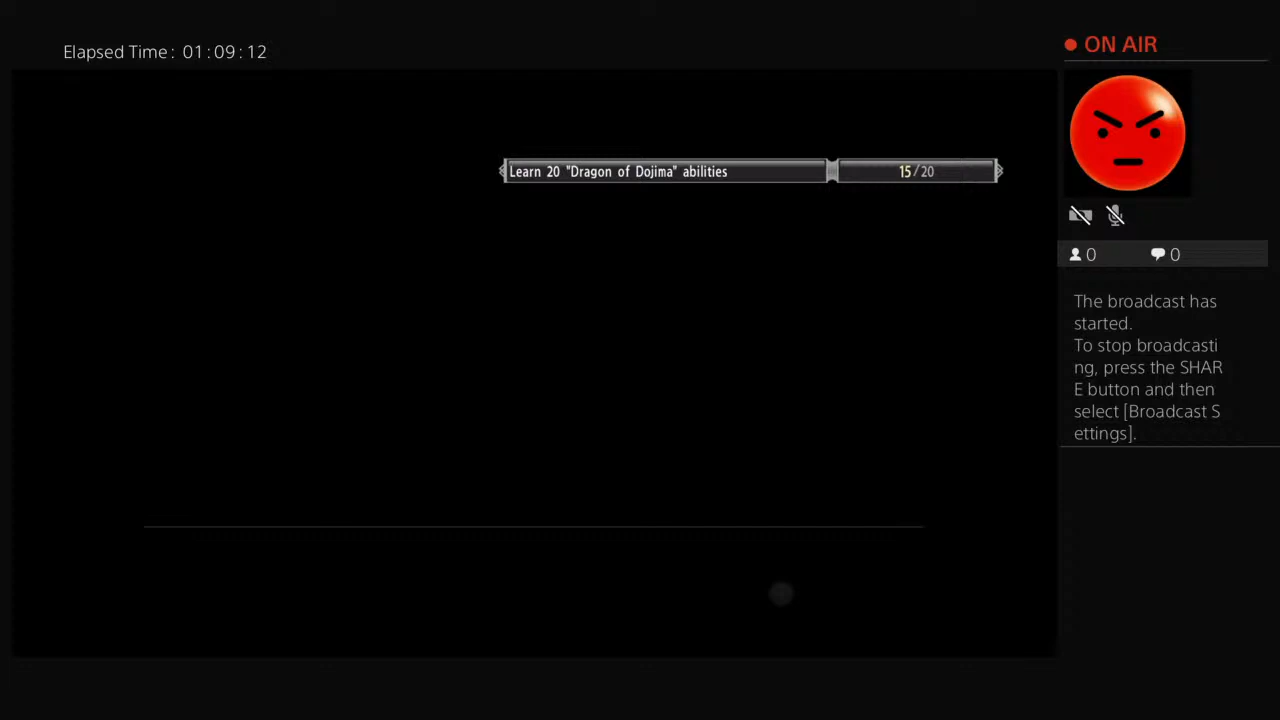 Elapsed Time: 01:09:12
ON AIR
Learn 20 "Dragon of Dojima" abilities
15/20
0
0
The broadcast has
started.
To stop broadcasti
ng, press the SHAR
E button and then
select [Broadcast S
ettings].